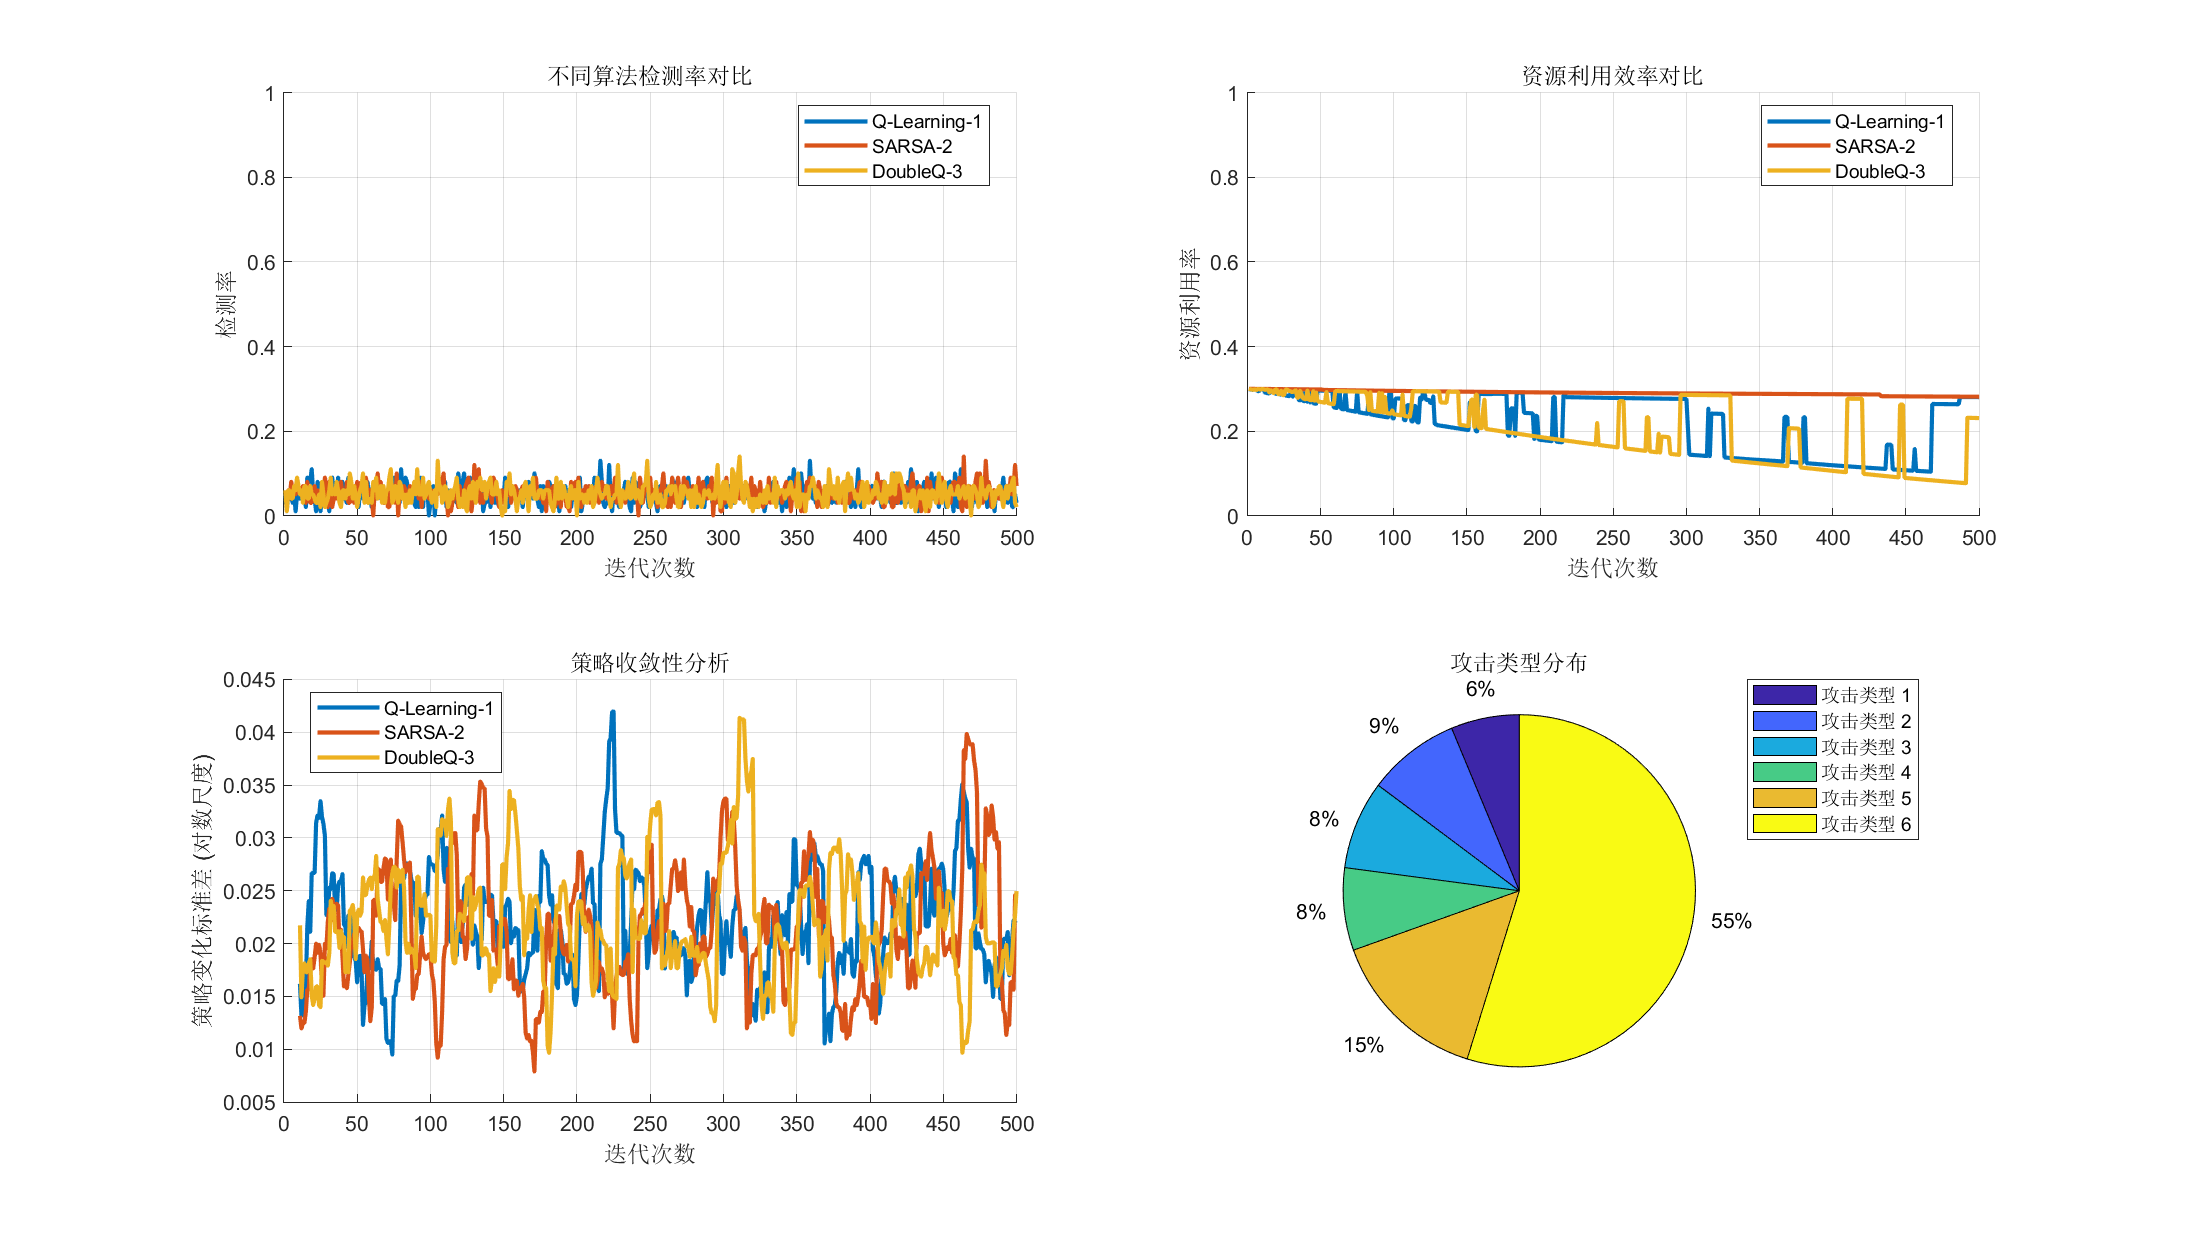 不同算法检测率对比
1
0.8
0.6
0.4
0.2
0
检测率
0 50 100 150 200 250 300 350 400 450 500
迭代次数
Q-Learning-1
SARSA-2
DoubleQ-3
资源利用效率对比
1
0.8
0.6
0.4
0.2
0
资源利用率
0 50 100 150 200 250 300 350 400 450 500
迭代次数
Q-Learning-1
SARSA-2
DoubleQ-3
策略收敛性分析
0.045
0.04
0.035
0.03
0.025
0.02
0.015
0.01
0.005
策略变化标准差 (对数尺度)
0 50 100 150 200 250 300 350 400 450 500
迭代次数
Q-Learning-1
SARSA-2
DoubleQ-3
攻击类型分布
6%
9%
8%
8%
15%
55%
攻击类型 1
攻击类型 2
攻击类型 3
攻击类型 4
攻击类型 5
攻击类型 6